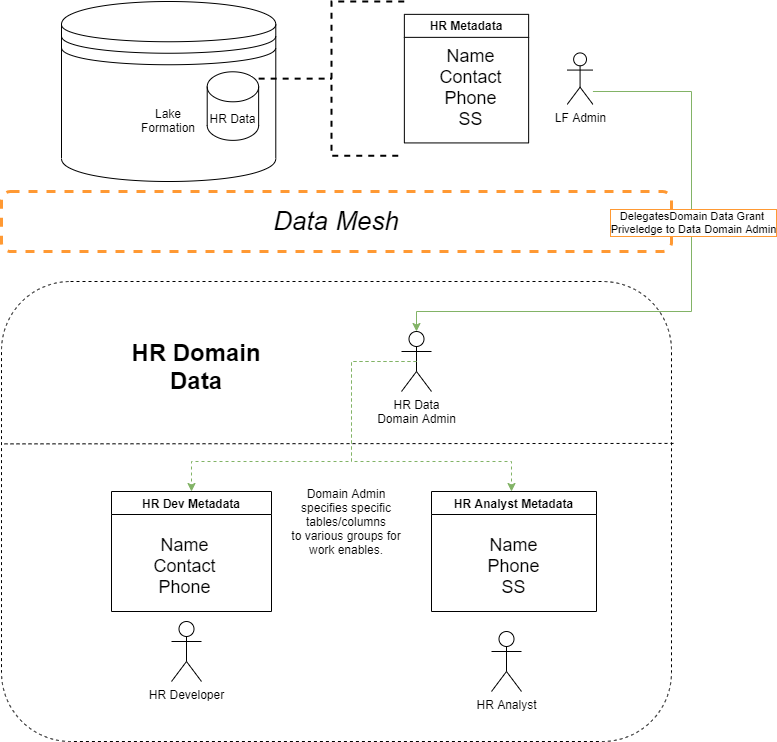 HR Metadata
Name
Contact
Phone
SS
LF Admin
Lake
Formation
HR Data
Data Mesh
DelegatesDomain Data Grant
Priveledge to Data Domain Admin
HR Domain
Data
HR Data
Domain Admin
HR Dev Metadata
Name
Contact
Phone
HR Developer
Domain Admin
specifies specific
tables/columns
to various groups for
work enables.
HR Analyst Metadata
Name
Phone
SS
HR Analyst